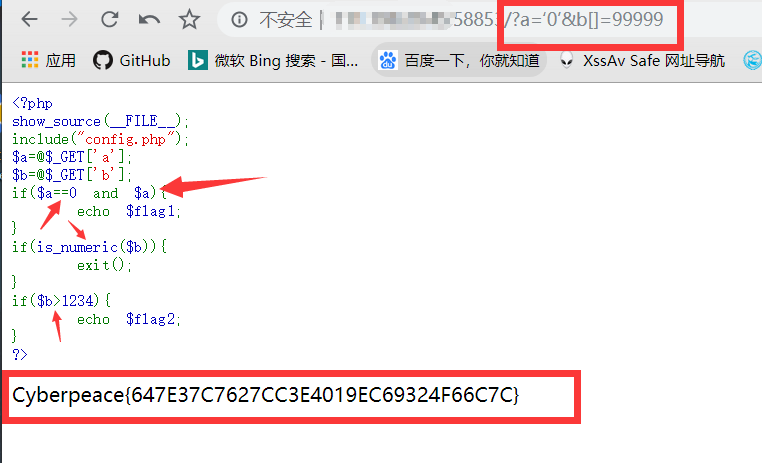 不安全
58853/?a='0'&b[]=99999
应用 GitHub 微软 Bing 搜索 - 国... 百度一下，你就知道 XssAv Safe 网址导航
<?php
show_source(__FILE__);
include("config.php");
$a=@$_GET['a'];
$b=@$_GET['b'];
if($a==0 and $a){
echo $flag1;
}
if(is_numeric($b)){
exit();
}
if($b>1234){
echo $flag2;
}
?>
Cyberpeace{647E37C7627CC3E4019EC69324F66C7C}